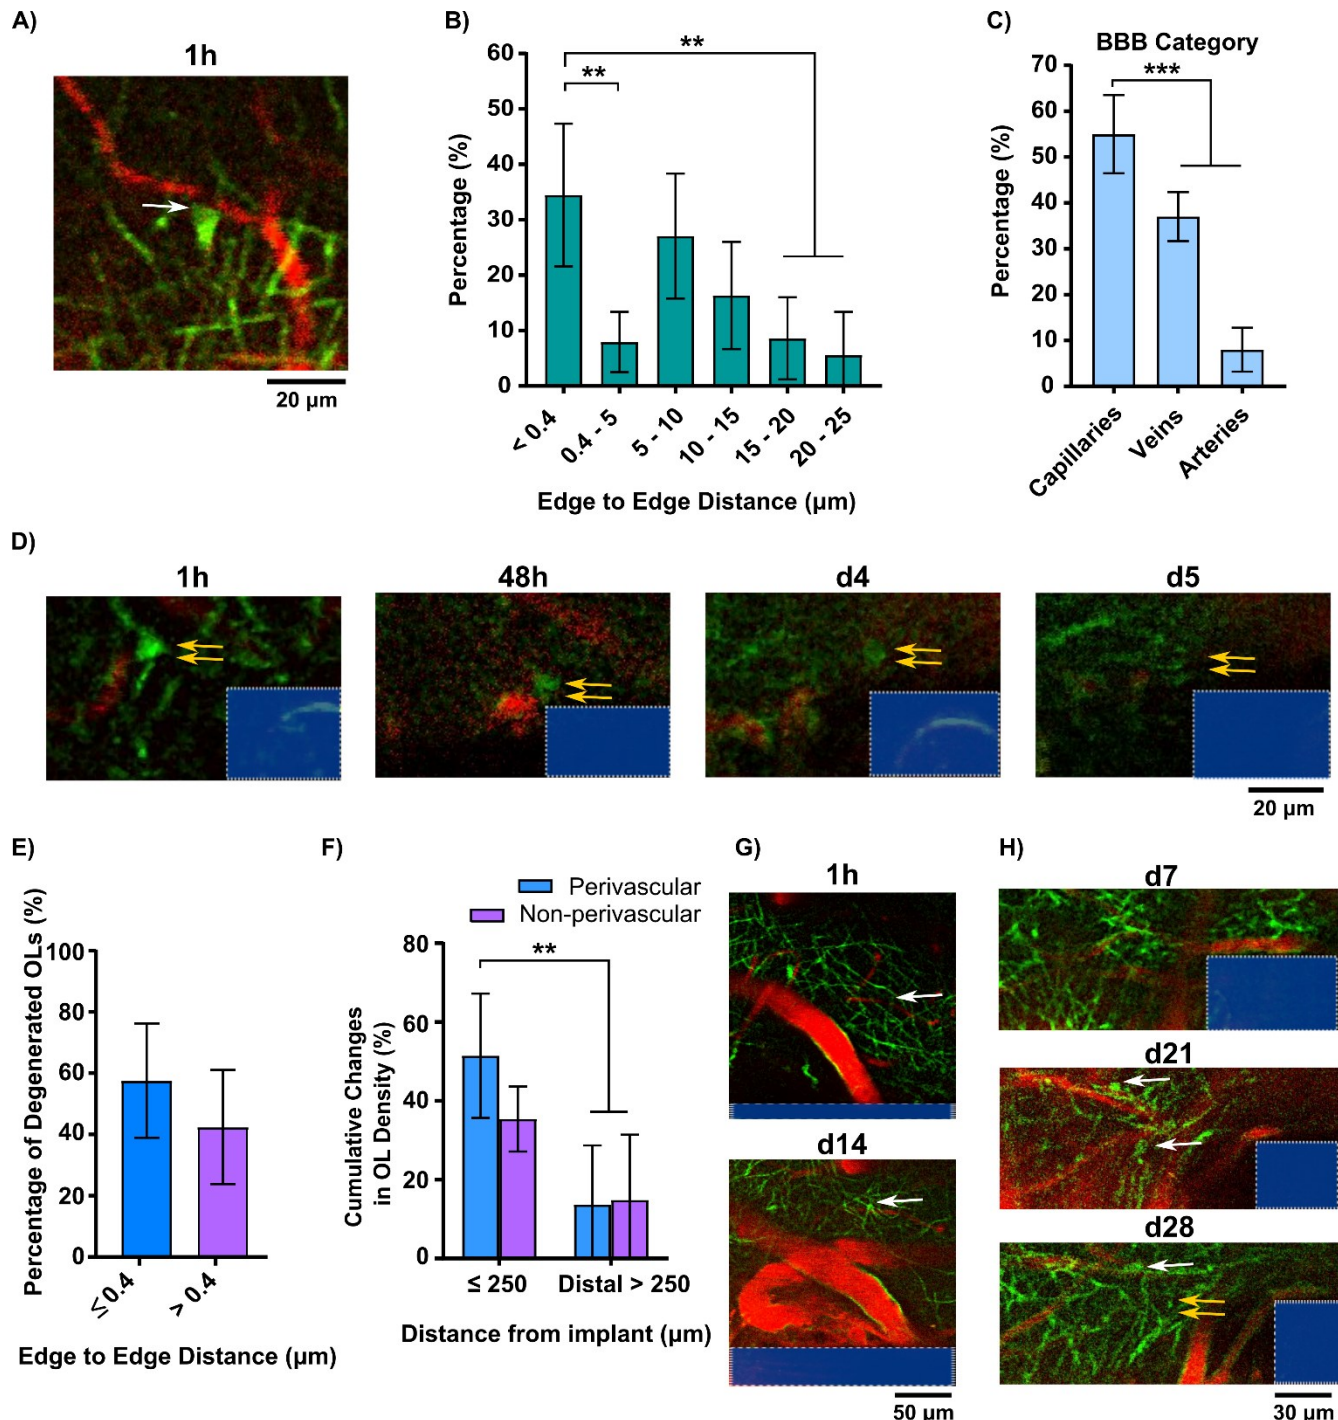 A)
1h
20 µm
B)
60
50
40
30
20
10
0
Percentage (%)
**
**
< 0.4
0.4 - 5
5 - 10
10 - 15
15 - 20
20 - 25
Edge to Edge Distance (µm)
C)
BBB Category
70
60
50
40
30
20
10
0
Percentage (%)
***
Capillaries
Veins
Arteries
D)
1h
48h
d4
d5
20 µm
E)
100
80
60
40
20
0
Percentage of Degenerated OLs (%)
≤ 0.4
> 0.4
Edge to Edge Distance (µm)
F)
Perivascular
Non-perivascular
80
60
40
20
0
Cumulative Changes
in OL Density (%)
**
≤ 250
Distal > 250
Distance from implant (µm)
G)
1h
d14
50 µm
H)
d7
d21
d28
30 µm